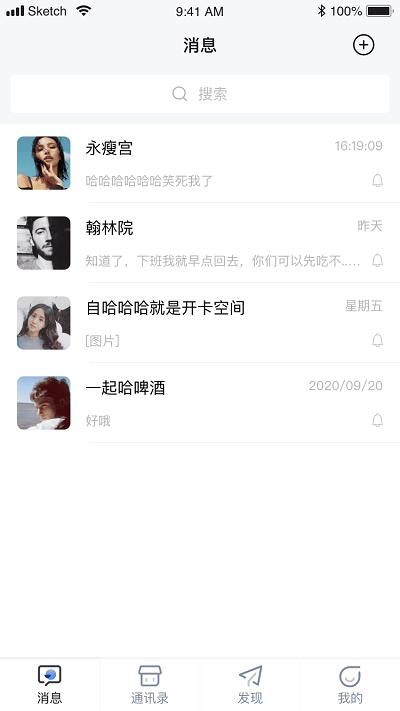 Sketch 9:41 AM 100%
消息
搜索
永瘦宫 16:19:09
哈哈哈哈哈哈笑死我了
翰林院 昨天
知道了，下班我就早点回去，你们可以先吃不.....
自哈哈哈就是开卡空间 星期五
[图片]
一起哈啤酒 2020/09/20
好哦
消息 通讯录 发现 我的